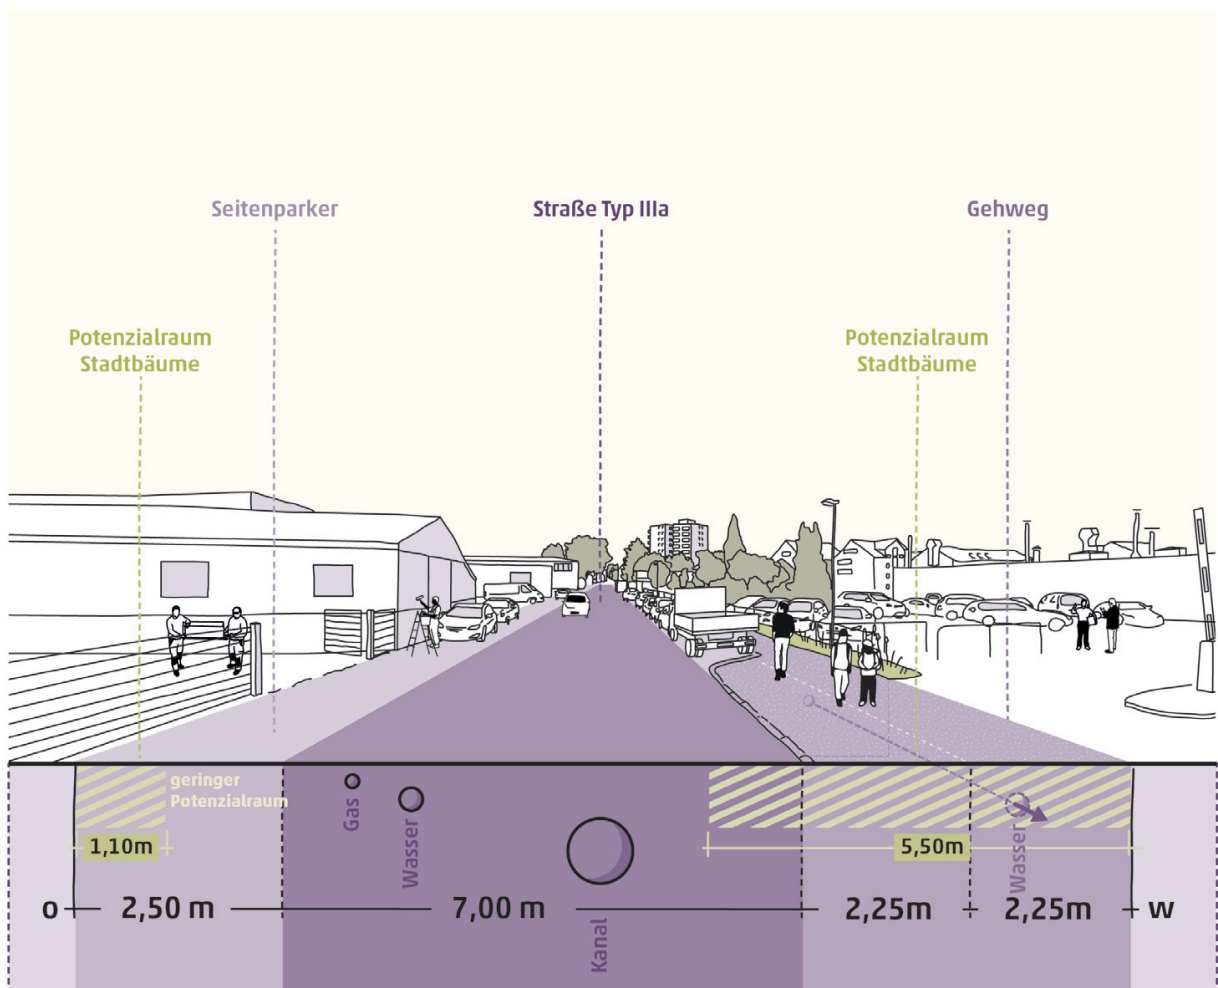 Seitenparker
Straße Typ IIIa
Gehweg
Potenzialraum
Stadtbäume
Potenzialraum
Stadtbäume
geringer
Potenzialraum
Gas
Wasser
Kanal
Wasser
1,10m
5,50m
o
2,50 m
7,00 m
2,25m
2,25m
w